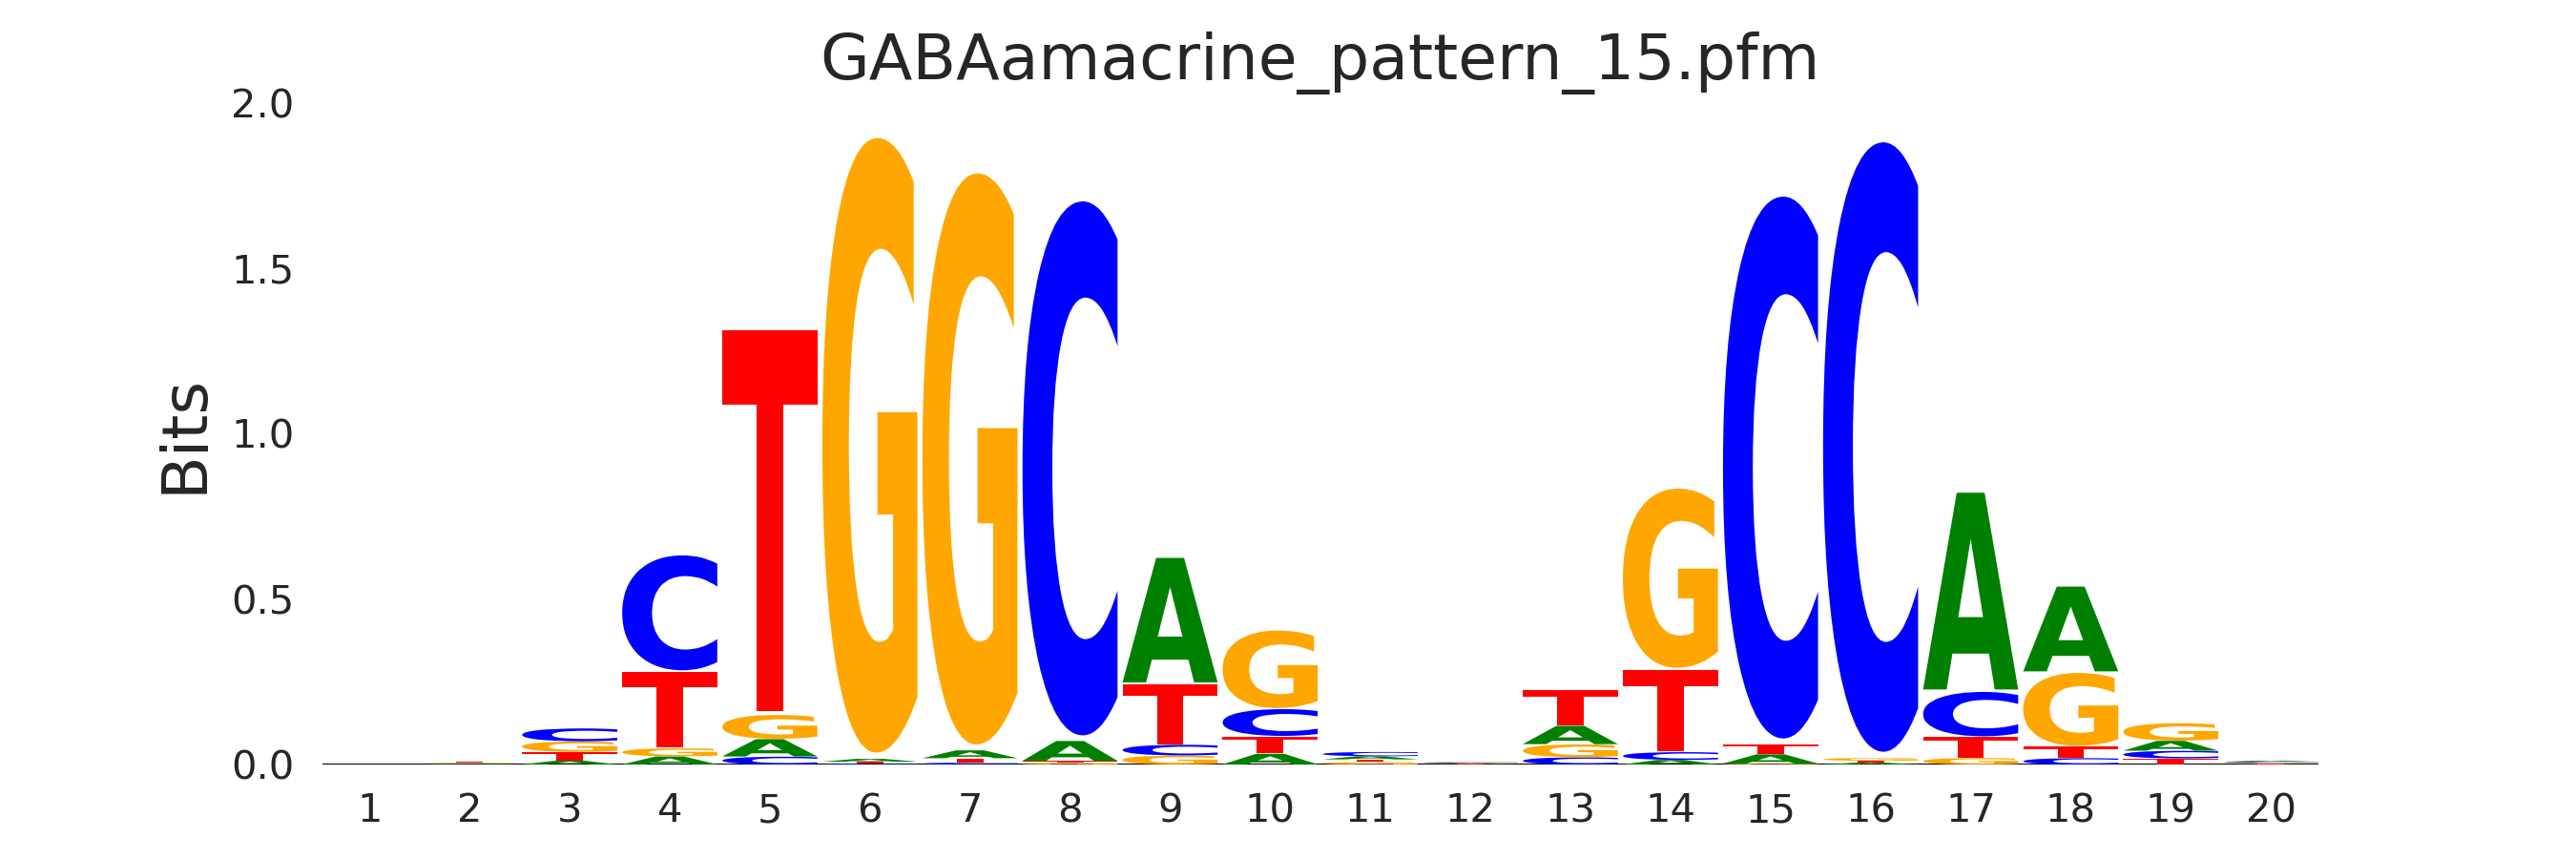 GABAamacrine_pattern_15.pfm
2.0
1.5
1.0
0.5
0.0
Bits
1 2 3 4 5 6 7 8 9 10 11 12 13 14 15 16 17 18 19 20
C T G A
T G A C
G
G
C
A T C G
G C T A
T A G C
G T C A
C
C
A C T G
A G T C
G A C T